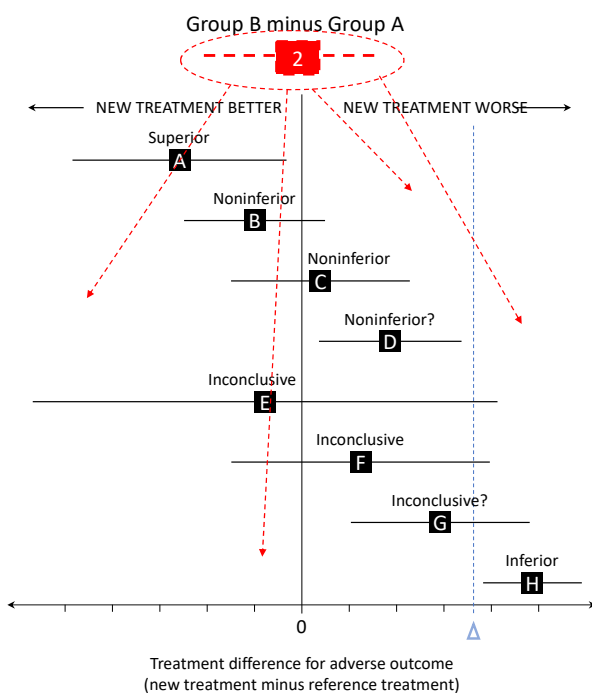 Group B minus Group A
2
NEW TREATMENT BETTER
NEW TREATMENT WORSE
Superior
A
Noninferior
B
Noninferior
C
Noninferior?
D
Inconclusive
E
Inconclusive
F
Inconclusive?
G
Inferior
H
0
Δ
Treatment difference for adverse outcome
(new treatment minus reference treatment)